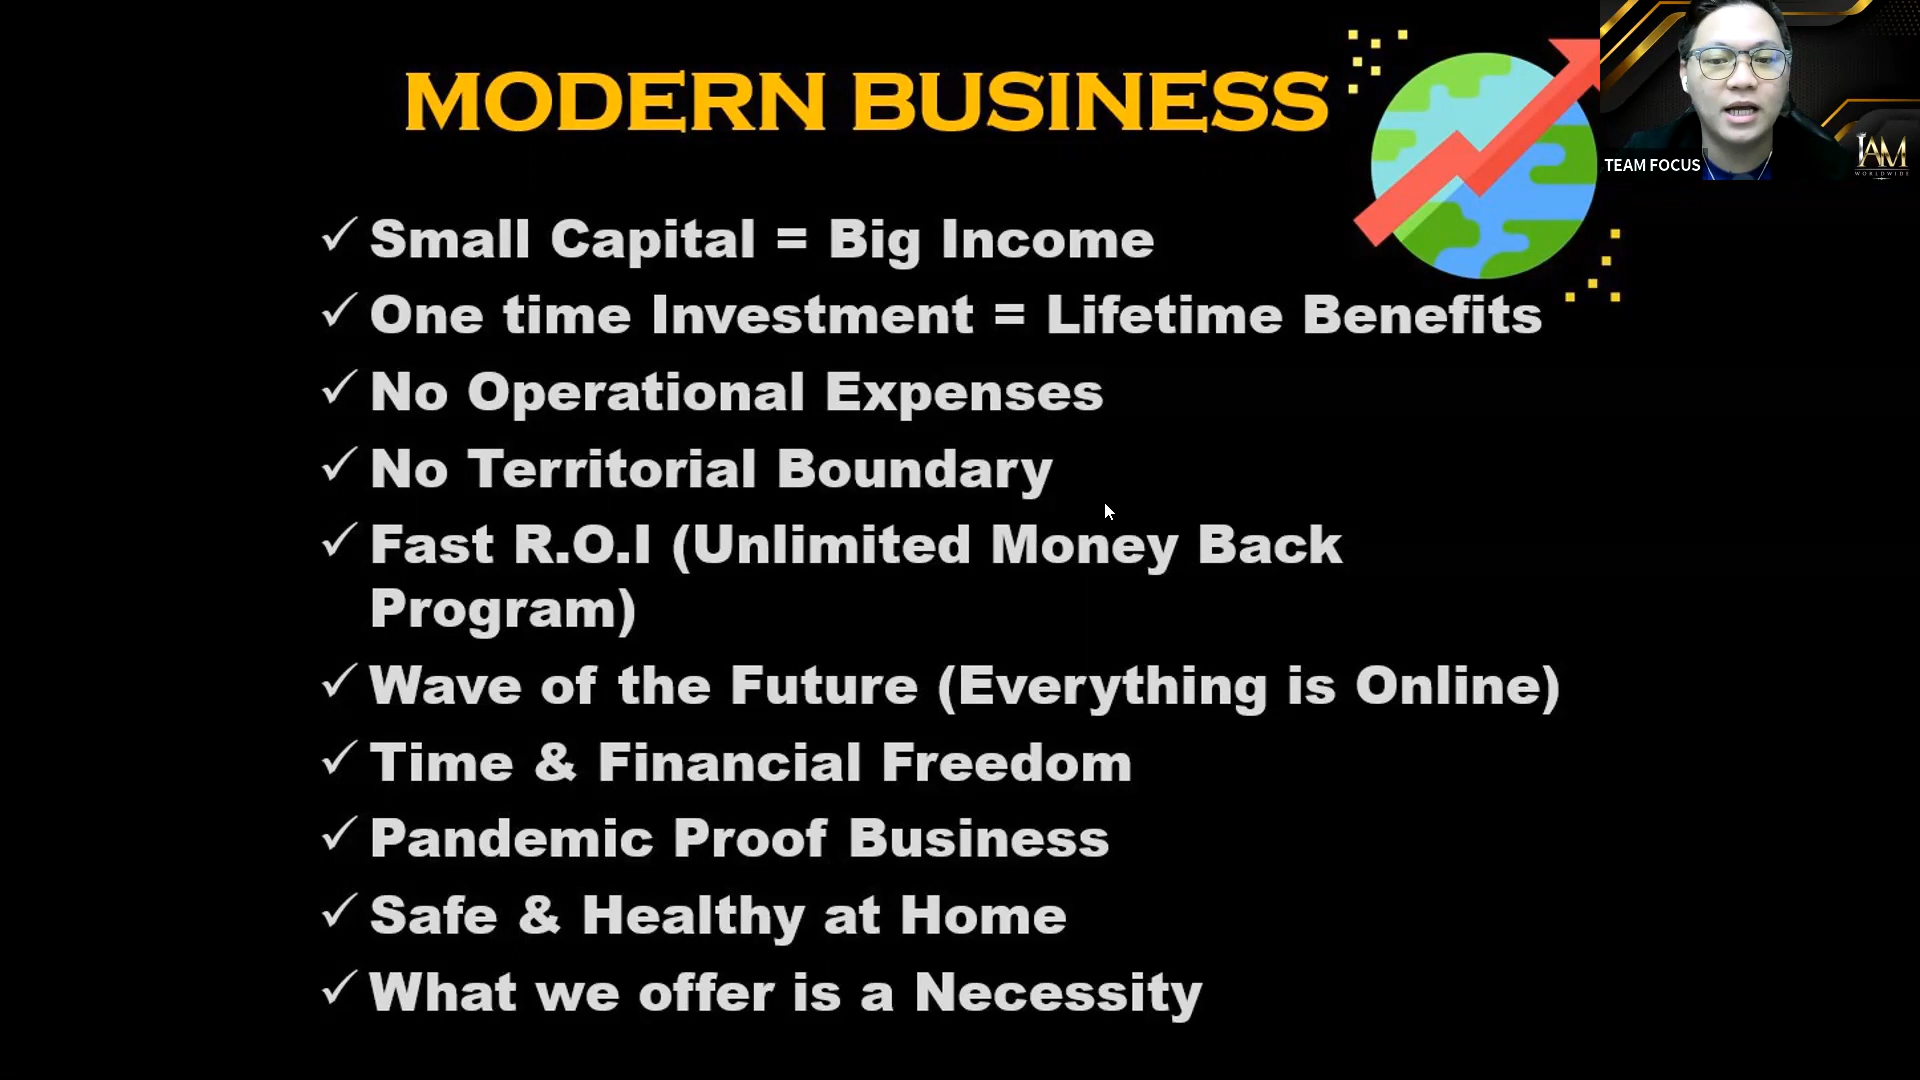 MODERN BUSINESS
TEAM FOCUS
IAM
WORLDWIDE
✓ Small Capital = Big Income
✓ One time Investment = Lifetime Benefits
✓ No Operational Expenses
✓ No Territorial Boundary
✓ Fast R.O.I (Unlimited Money Back
Program)
✓ Wave of the Future (Everything is Online)
✓ Time & Financial Freedom
✓ Pandemic Proof Business
✓ Safe & Healthy at Home
✓ What we offer is a Necessity